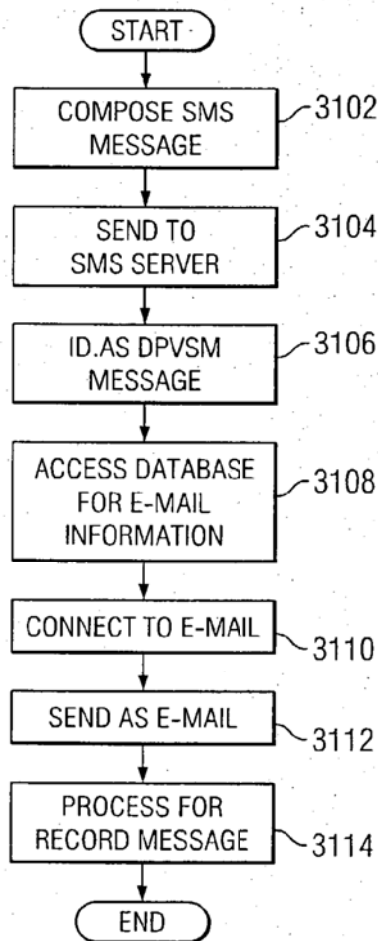 START
COMPOSE SMS
MESSAGE
3102
SEND TO
SMS SERVER
3104
ID.AS DPVSM
MESSAGE
3106
ACCESS DATABASE
FOR E-MAIL
INFORMATION
3108
CONNECT TO E-MAIL
3110
SEND AS E-MAIL
3112
PROCESS FOR
RECORD MESSAGE
3114
END